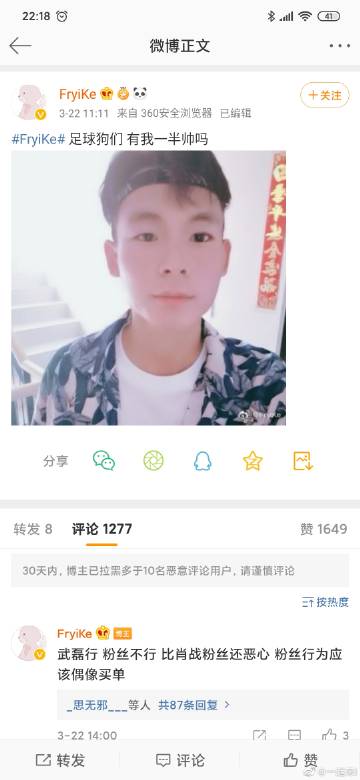 22:18
41
微博正文
FryiKe
3-22 11:11 来自 360安全浏览器 已编辑
+关注
#FryiKe# 足球狗们 有我一半帅吗
FryiKe
分享
转发 8 评论 1277 赞 1649
30天内，博主已拉黑多于10名恶意评论用户，请谨慎评论
按热度
FryiKe 博主
武磊行 粉丝不行 比肖战粉丝还恶心 粉丝行为应
该偶像买单
_思无邪___等人 共87条回复 >
3-22 14:00
3
转发 评论 赞